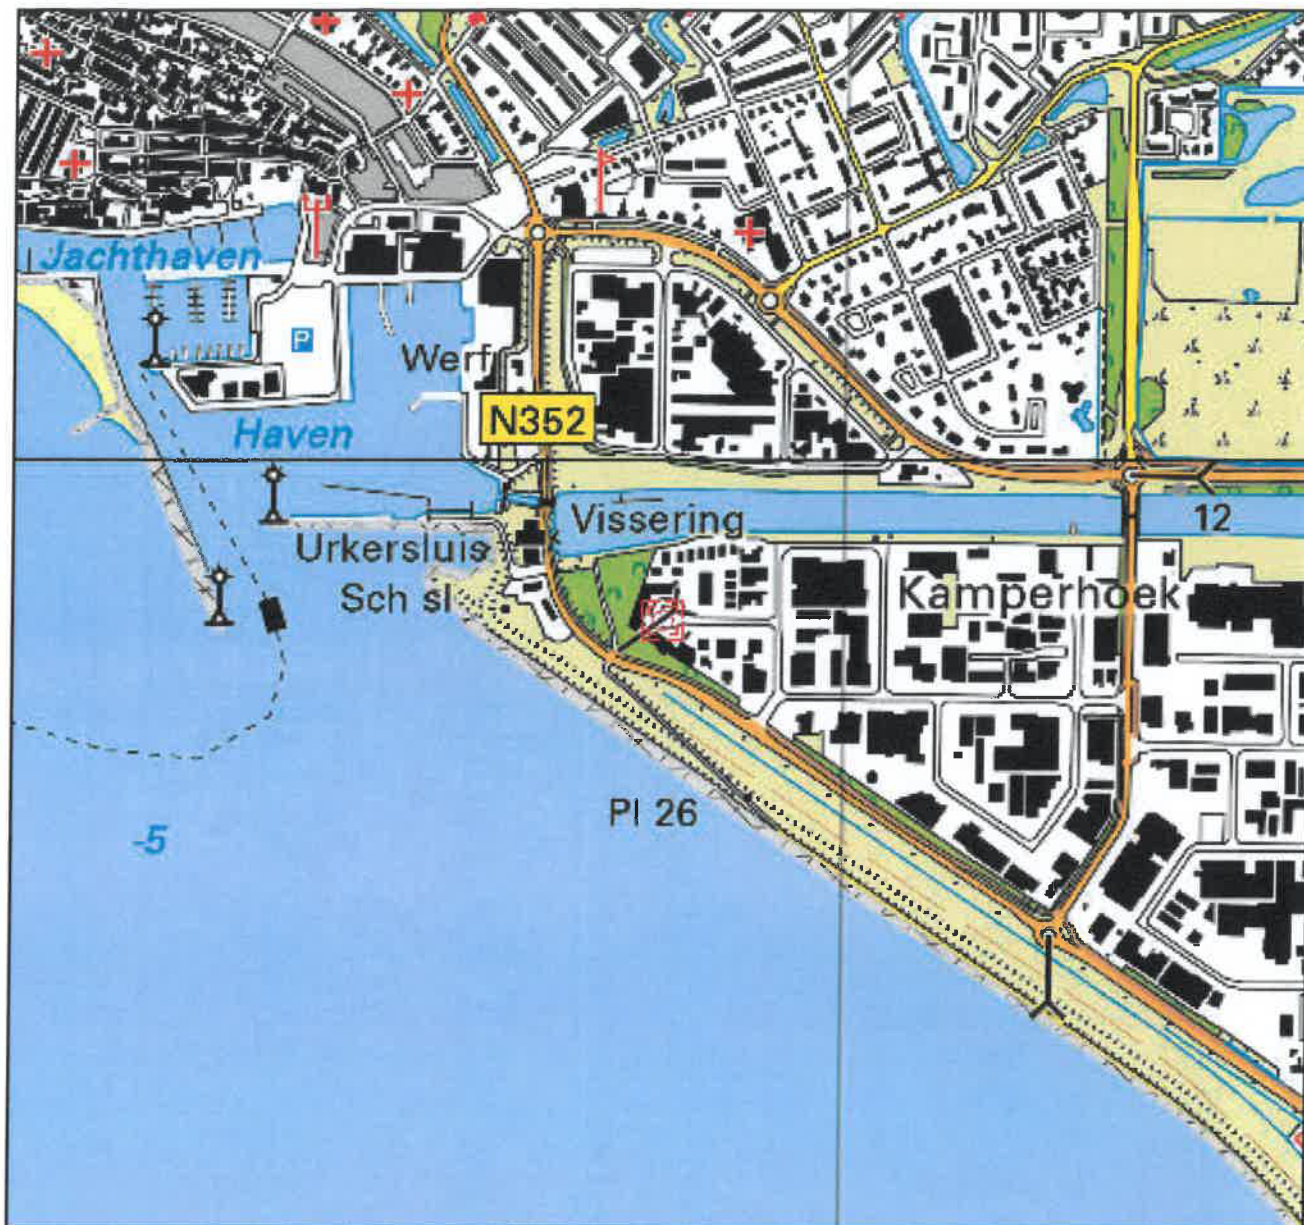 Jachthaven
P
Werf
N352
Haven
Vissering
12
Urkersluis
Sch sl
Kamperhoek
Pl 26
-5